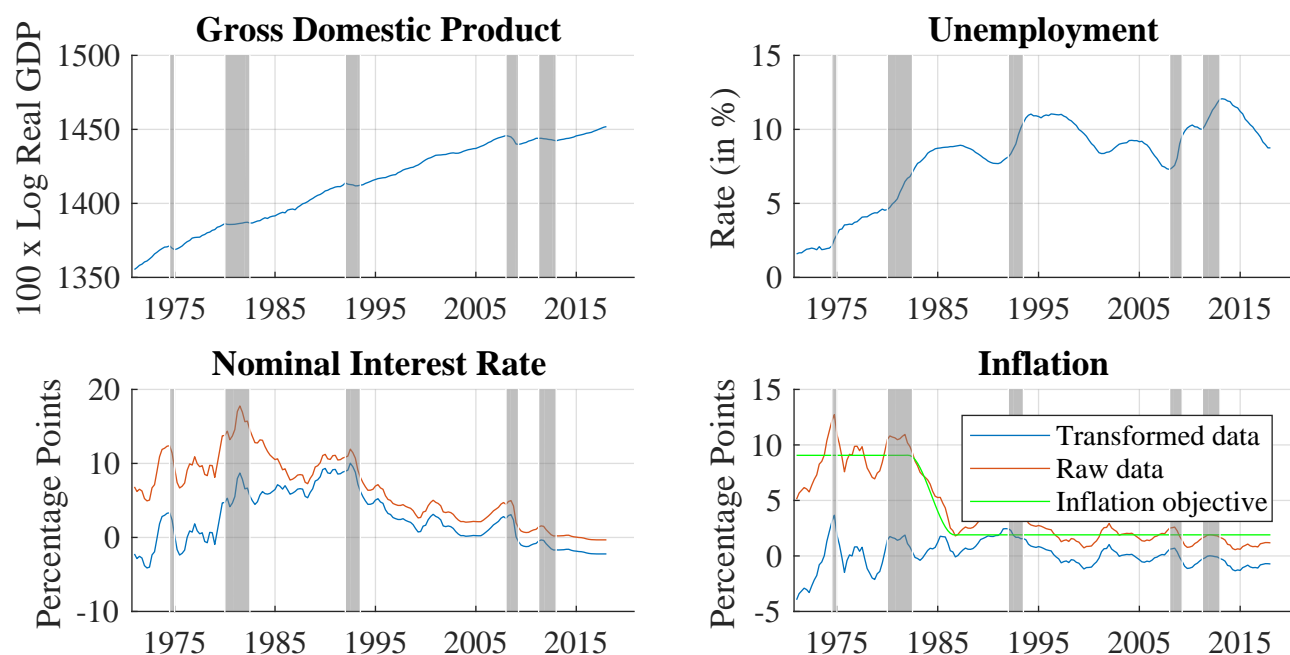 Gross Domestic Product
100 x Log Real GDP
1500
1450
1400
1350
1975 1985 1995 2005 2015
Unemployment
Rate (in %)
15
10
5
0
1975 1985 1995 2005 2015
Nominal Interest Rate
Percentage Points
20
10
0
-10
1975 1985 1995 2005 2015
Inflation
Percentage Points
15
10
5
0
-5
Transformed data
Raw data
Inflation objective
1975 1985 1995 2005 2015